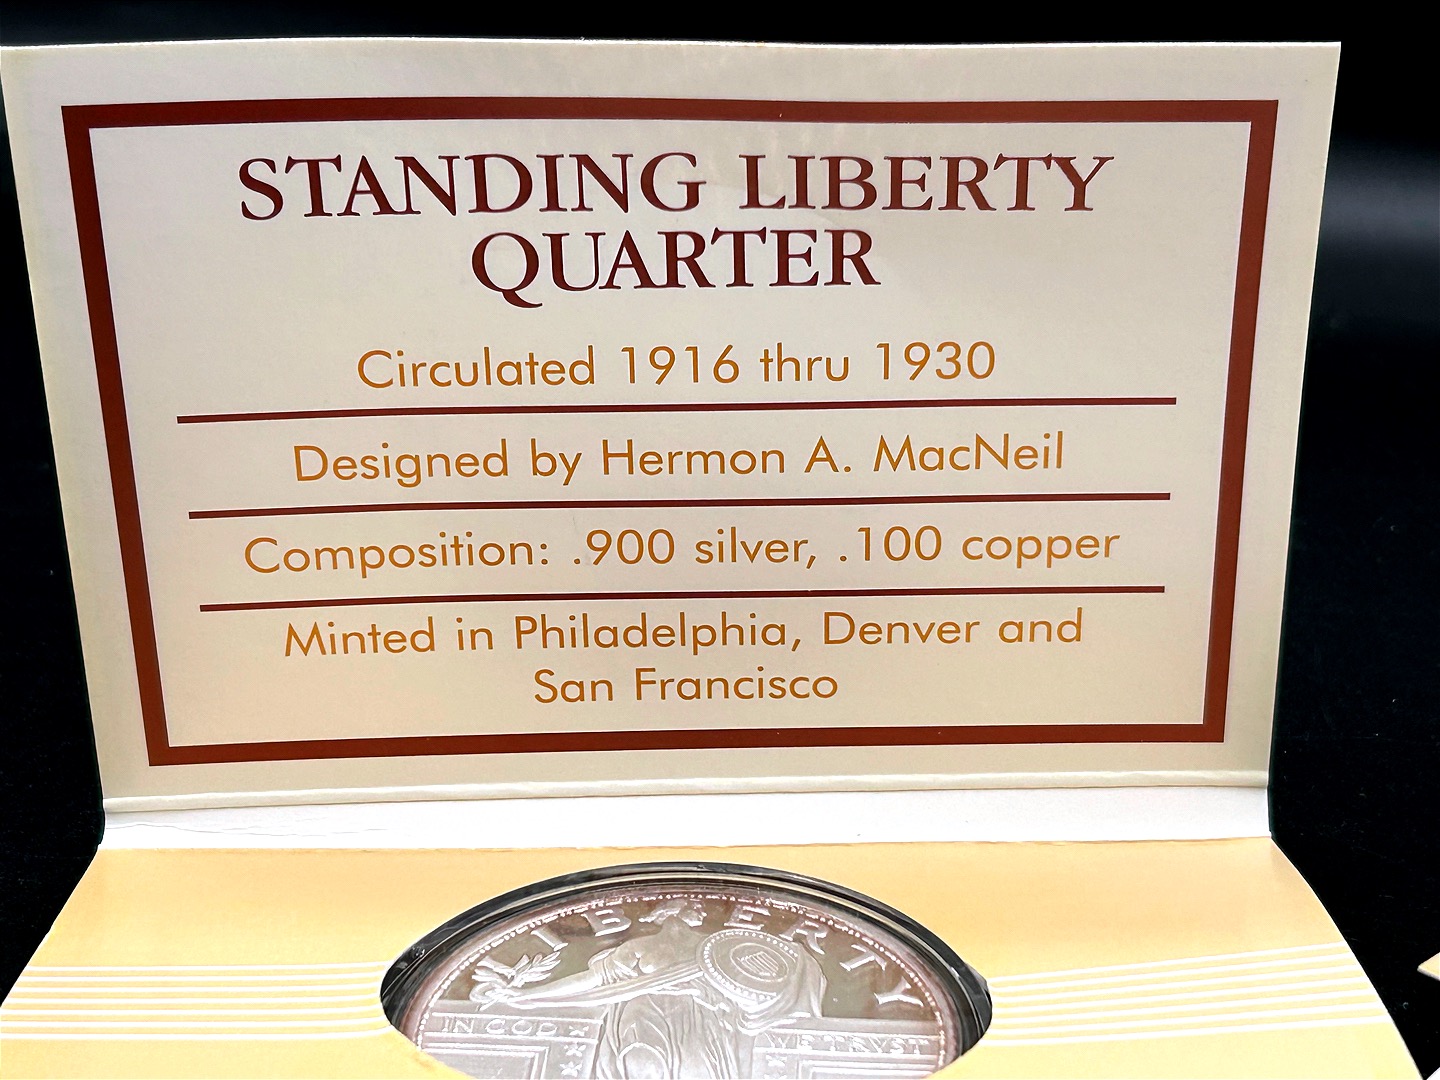 STANDING LIBERTY
QUARTER
Circulated 1916 thru 1930
Designed by Hermon A. MacNeil
Composition: .900 silver, .100 copper
Minted in Philadelphia, Denver and
San Francisco
LIBERTY
IN GOD WE TRVST